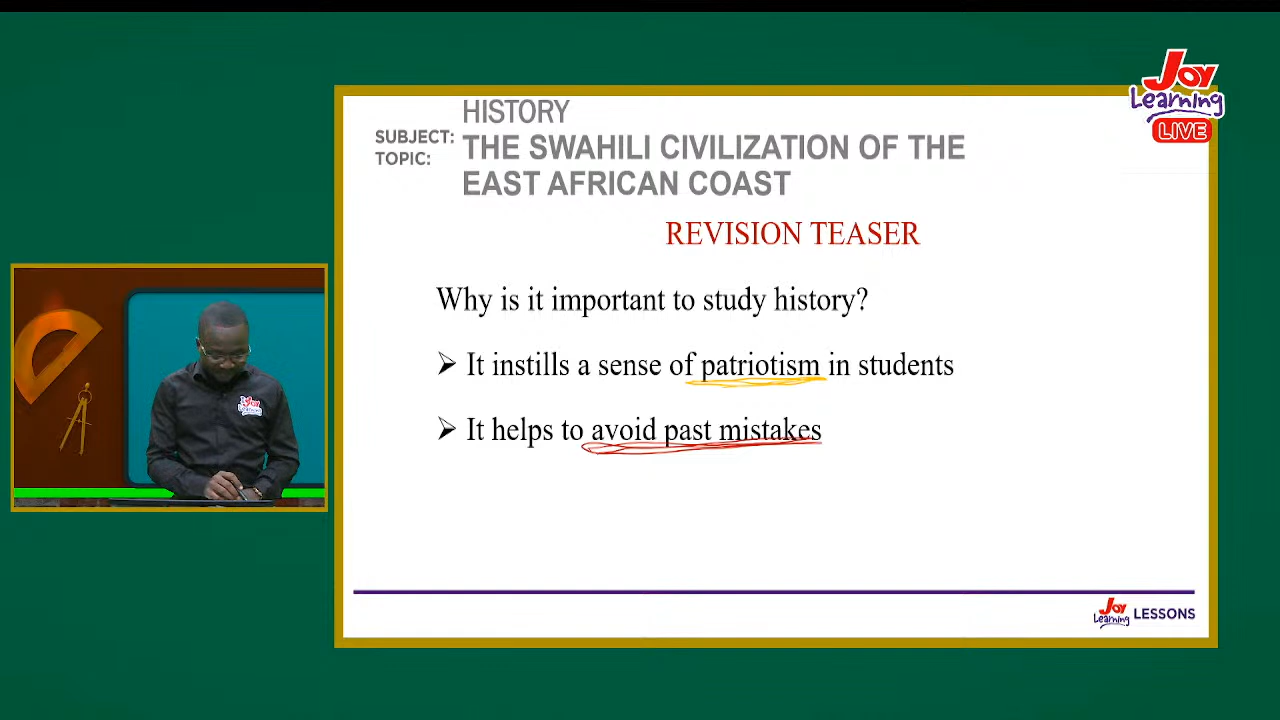 Joy
Learning
LIVE
HISTORY
SUBJECT:
TOPIC:
THE SWAHILI CIVILIZATION OF THE
EAST AFRICAN COAST
REVISION TEASER
Why is it important to study history?
➢ It instills a sense of patriotism in students
➢ It helps to avoid past mistakes
Joy
Learning
Joy
Learning LESSONS